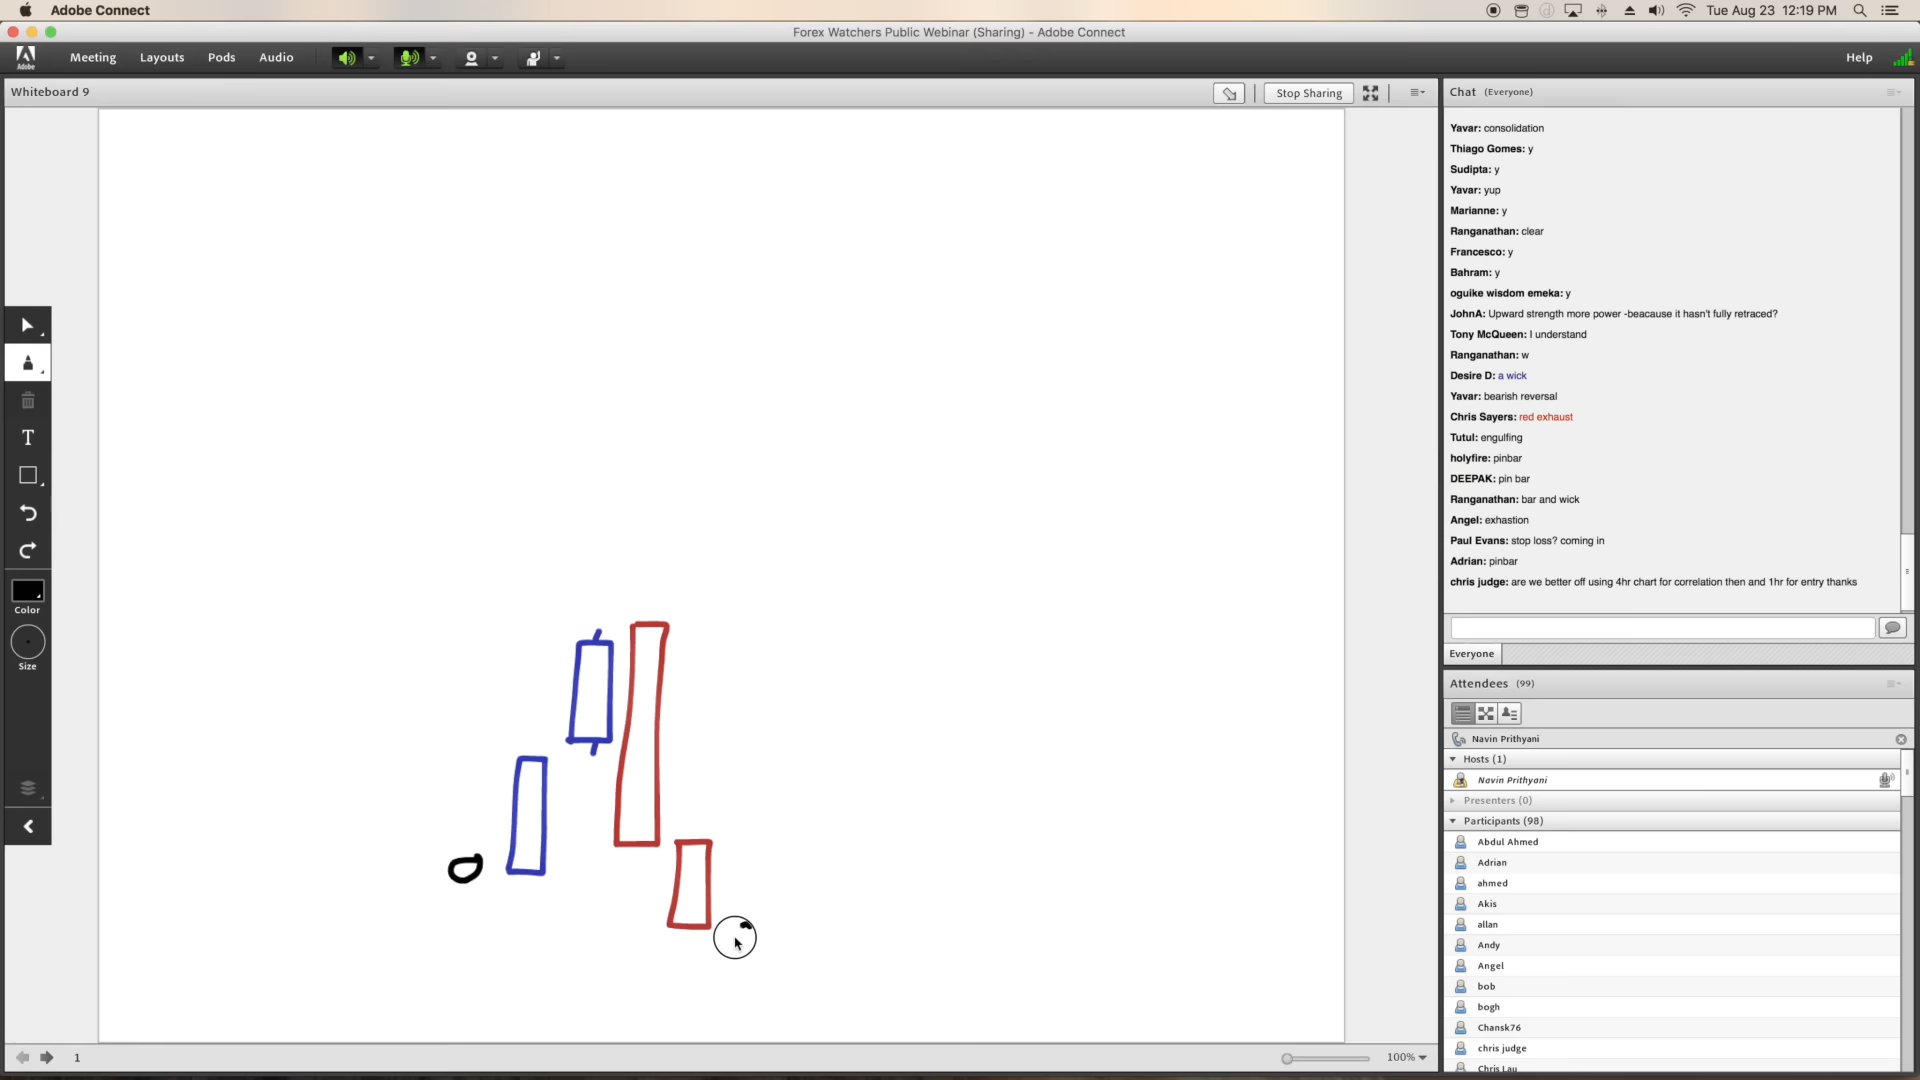 Adobe Connect
Tue Aug 23 12:19 PM
Forex Watchers Public Webinar (Sharing) - Adobe Connect
Adobe
Meeting
Layouts
Pods
Audio
Help
Whiteboard 9
Stop Sharing
T
Color
Size
1
100%
Chat (Everyone)
Yavar: consolidation
Thiago Gomes: y
Sudipta: y
Yavar: yup
Marianne: y
Ranganathan: clear
Francesco: y
Bahram: y
oguike wisdom emeka: y
JohnA: Upward strength more power -beacause it hasn't fully retraced?
Tony McQueen: I understand
Ranganathan: w
Desire D: a wick
Yavar: bearish reversal
Chris Sayers: red exhaust
Tutul: engulfing
holyfire: pinbar
DEEPAK: pin bar
Ranganathan: bar and wick
Angel: exhastion
Paul Evans: stop loss? coming in
Adrian: pinbar
chris judge: are we better off using 4hr chart for correlation then and 1hr for entry thanks
Everyone
Attendees (99)
Navin Prithyani
Hosts (1)
Navin Prithyani
Presenters (0)
Participants (98)
Abdul Ahmed
Adrian
ahmed
Akis
allan
Andy
Angel
bob
bogh
Chansk76
chris judge
Chris Lau